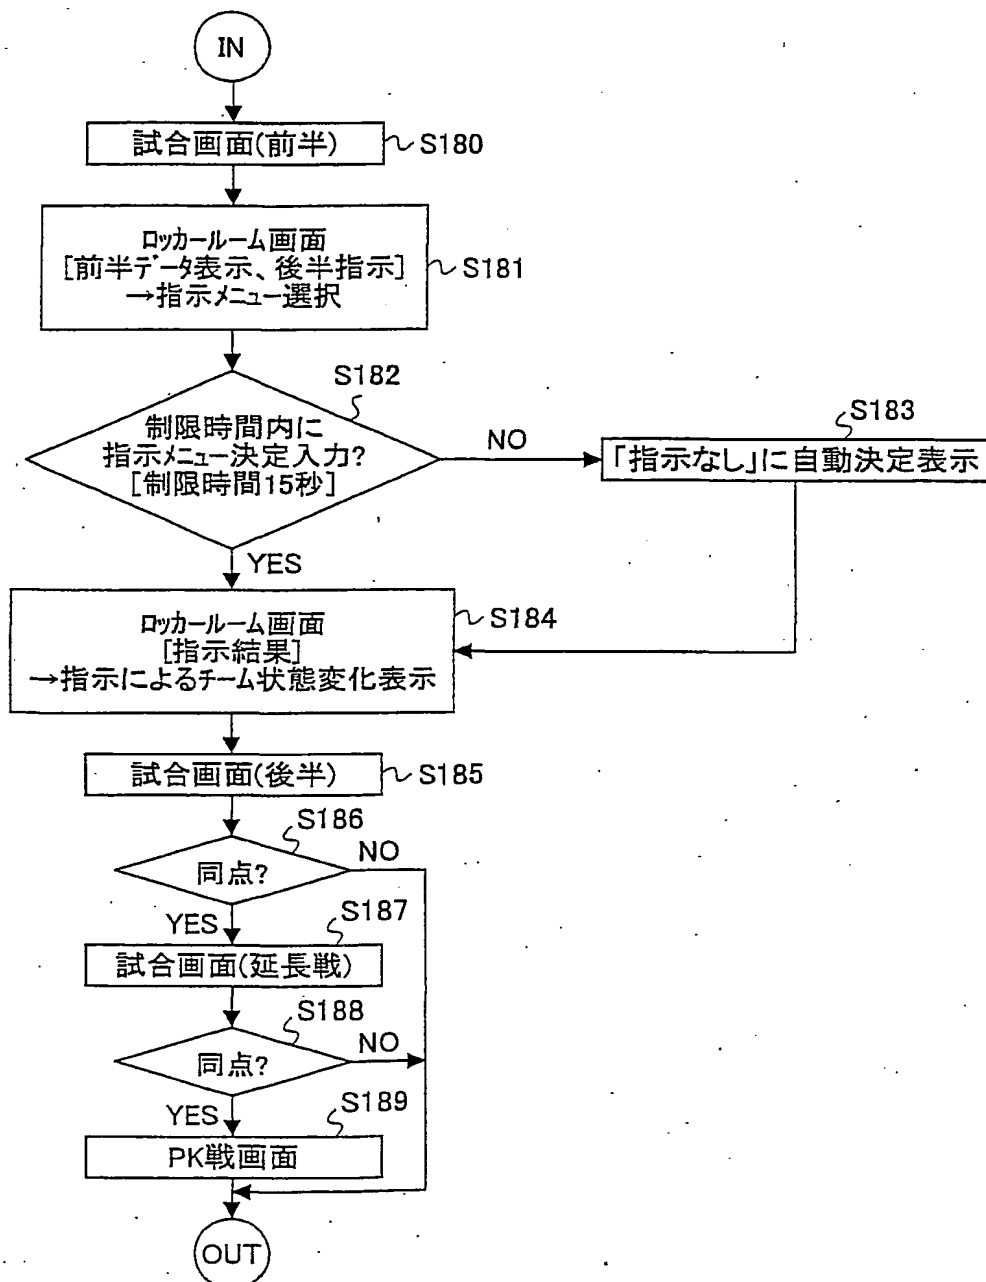 IN
試合画面(前半)
S180
ロッカールーム画面
[前半データ表示、後半指示]
→指示メニュー選択
S181
S182
制限時間内に
指示メニュー決定入力?
[制限時間15秒]
NO
S183
「指示なし」に自動決定表示
YES
ロッカールーム画面
[指示結果]
→指示によるチーム状態変化表示
S184
試合画面(後半)
S185
S186
同点?
NO
YES
S187
試合画面(延長戦)
S188
同点?
NO
YES
S189
PK戦画面
OUT